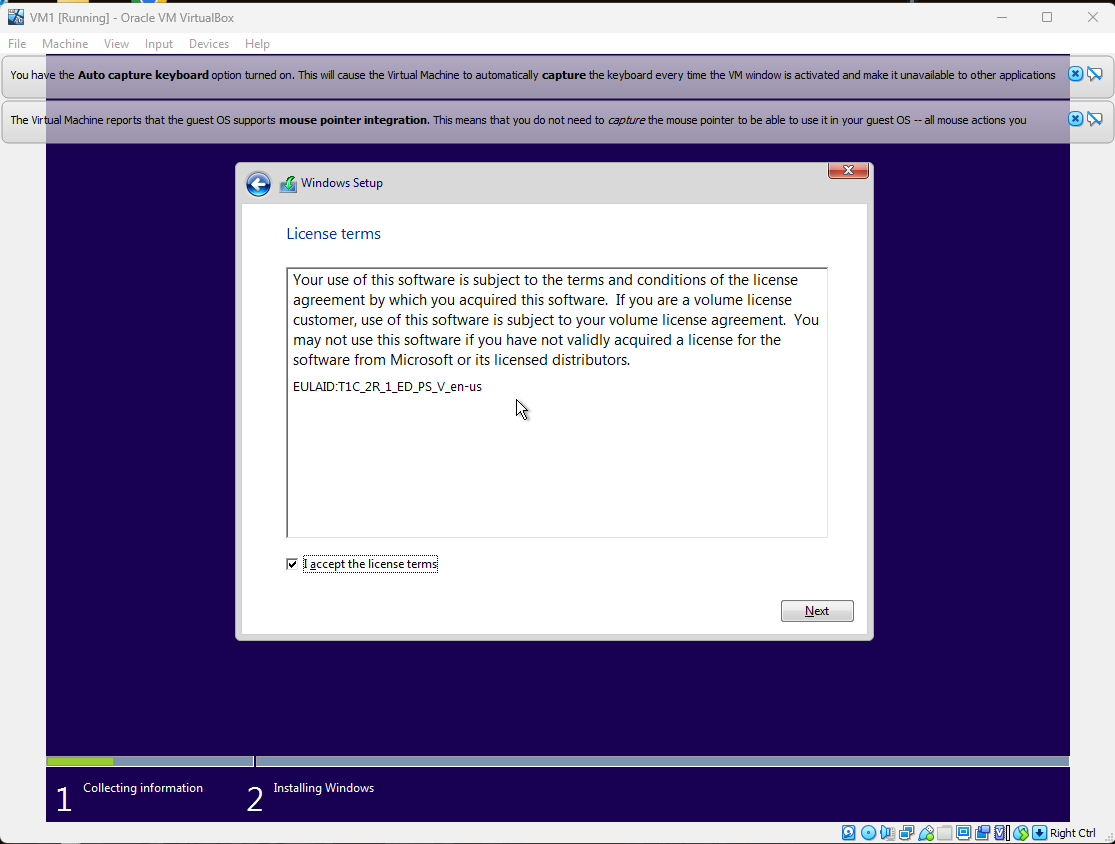 VM1 [Running] - Oracle VM VirtualBox
File Machine View Input Devices Help
You have the Auto capture keyboard option turned on. This will cause the Virtual Machine to automatically capture the keyboard every time the VM window is activated and make it unavailable to other applications
The Virtual Machine reports that the guest OS supports mouse pointer integration. This means that you do not need to capture the mouse pointer to be able to use it in your guest OS -- all mouse actions you
Windows Setup
License terms
Your use of this software is subject to the terms and conditions of the license
agreement by which you acquired this software.  If you are a volume license
customer, use of this software is subject to your volume license agreement.  You
may not use this software if you have not validly acquired a license for the
software from Microsoft or its licensed distributors.
EULAID:T1C_2R_1_ED_PS_V_en-us
I accept the license terms
Next
1 Collecting information 2 Installing Windows
Right Ctrl